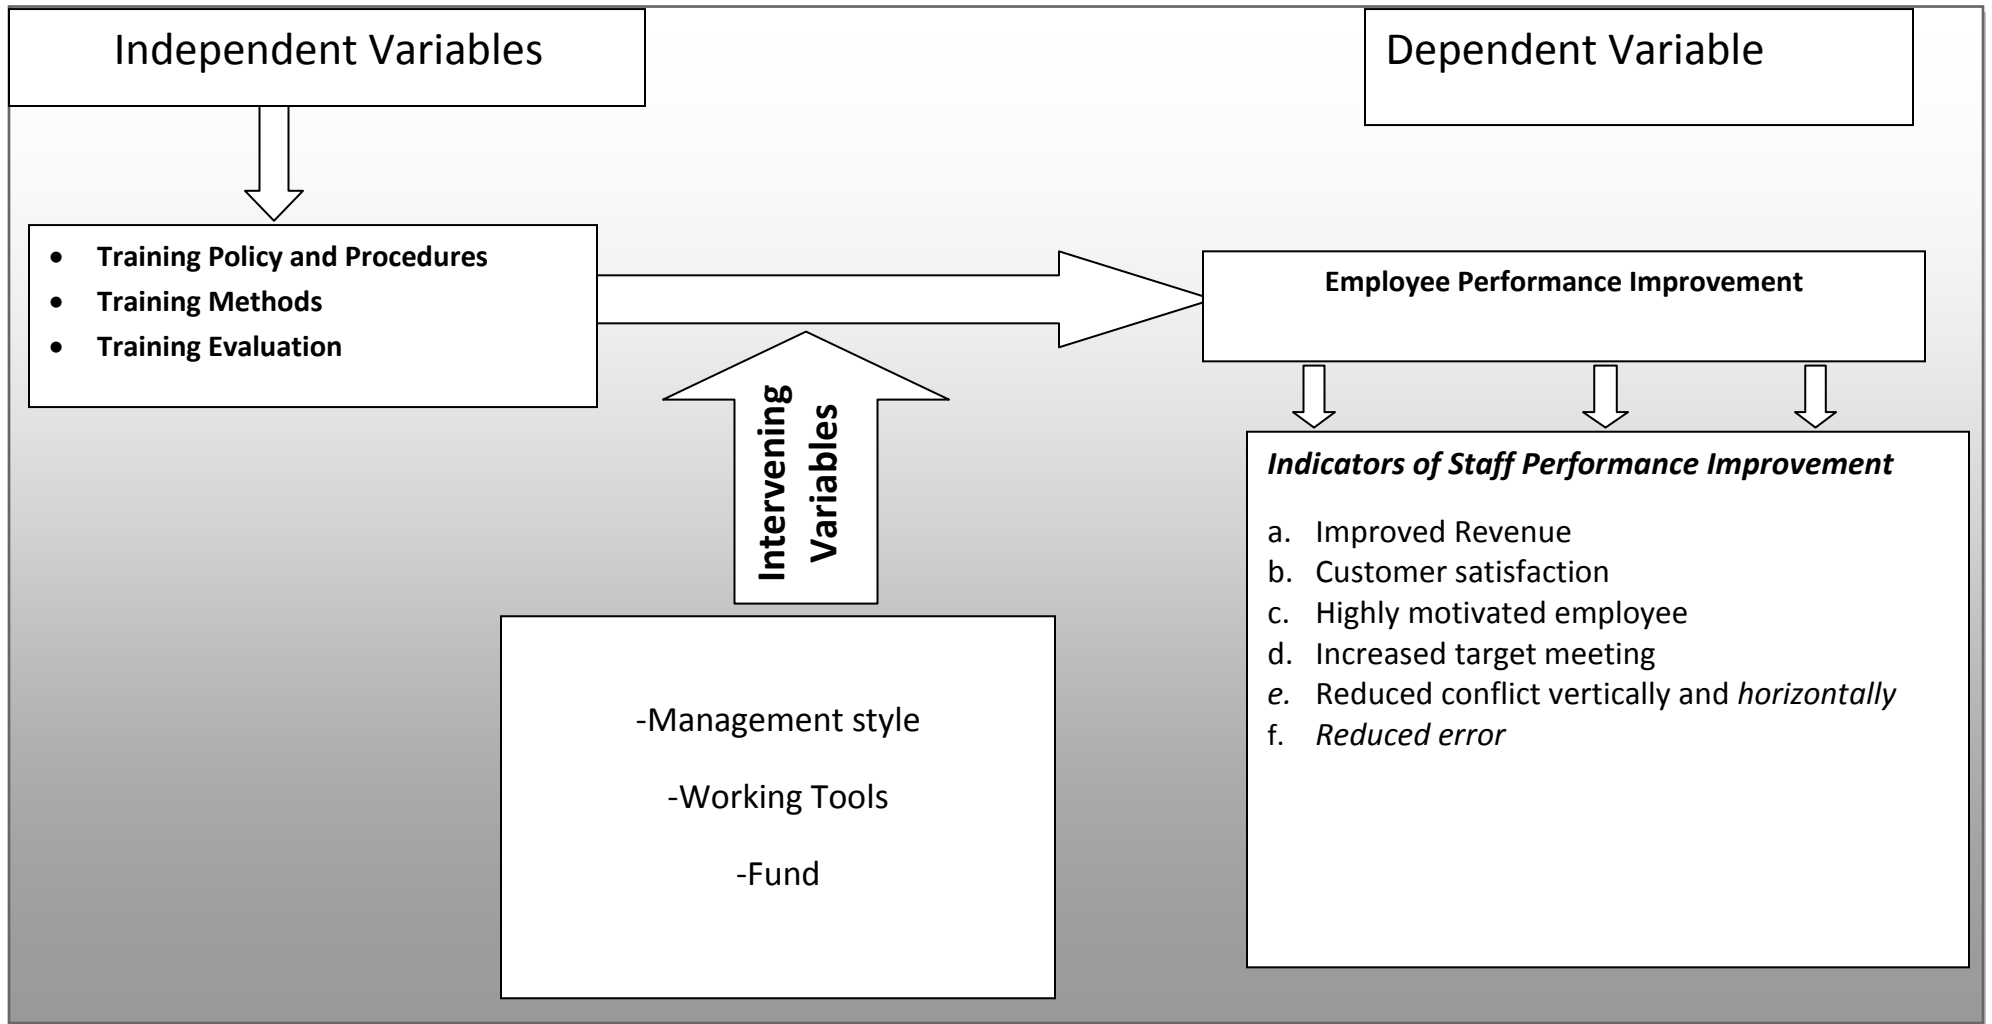 Independent Variables
Dependent Variable
• Training Policy and Procedures
• Training Methods
• Training Evaluation
Employee Performance Improvement
Intervening
Variables
Indicators of Staff Performance Improvement
a. Improved Revenue
b. Customer satisfaction
c. Highly motivated employee
d. Increased target meeting
e. Reduced conflict vertically and horizontally
f. Reduced error
-Management style
-Working Tools
-Fund